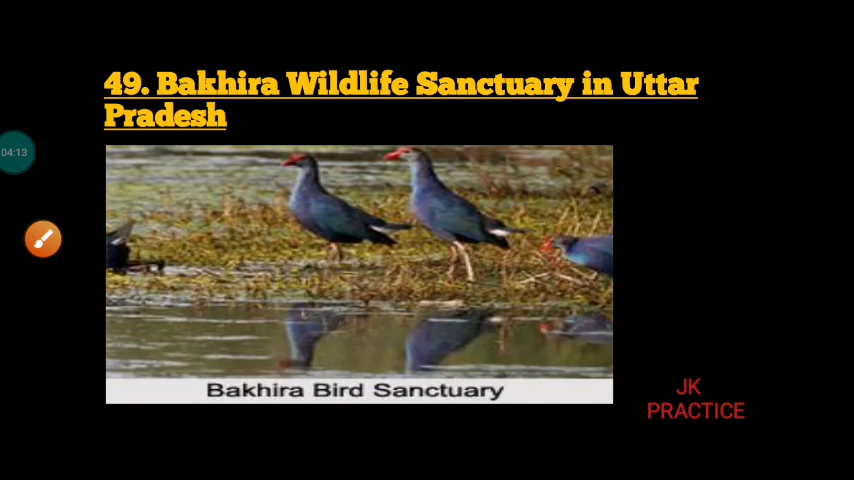 49. Bakhira Wildlife Sanctuary in Uttar
Pradesh
04:13
Bakhira Bird Sanctuary
JK
PRACTICE